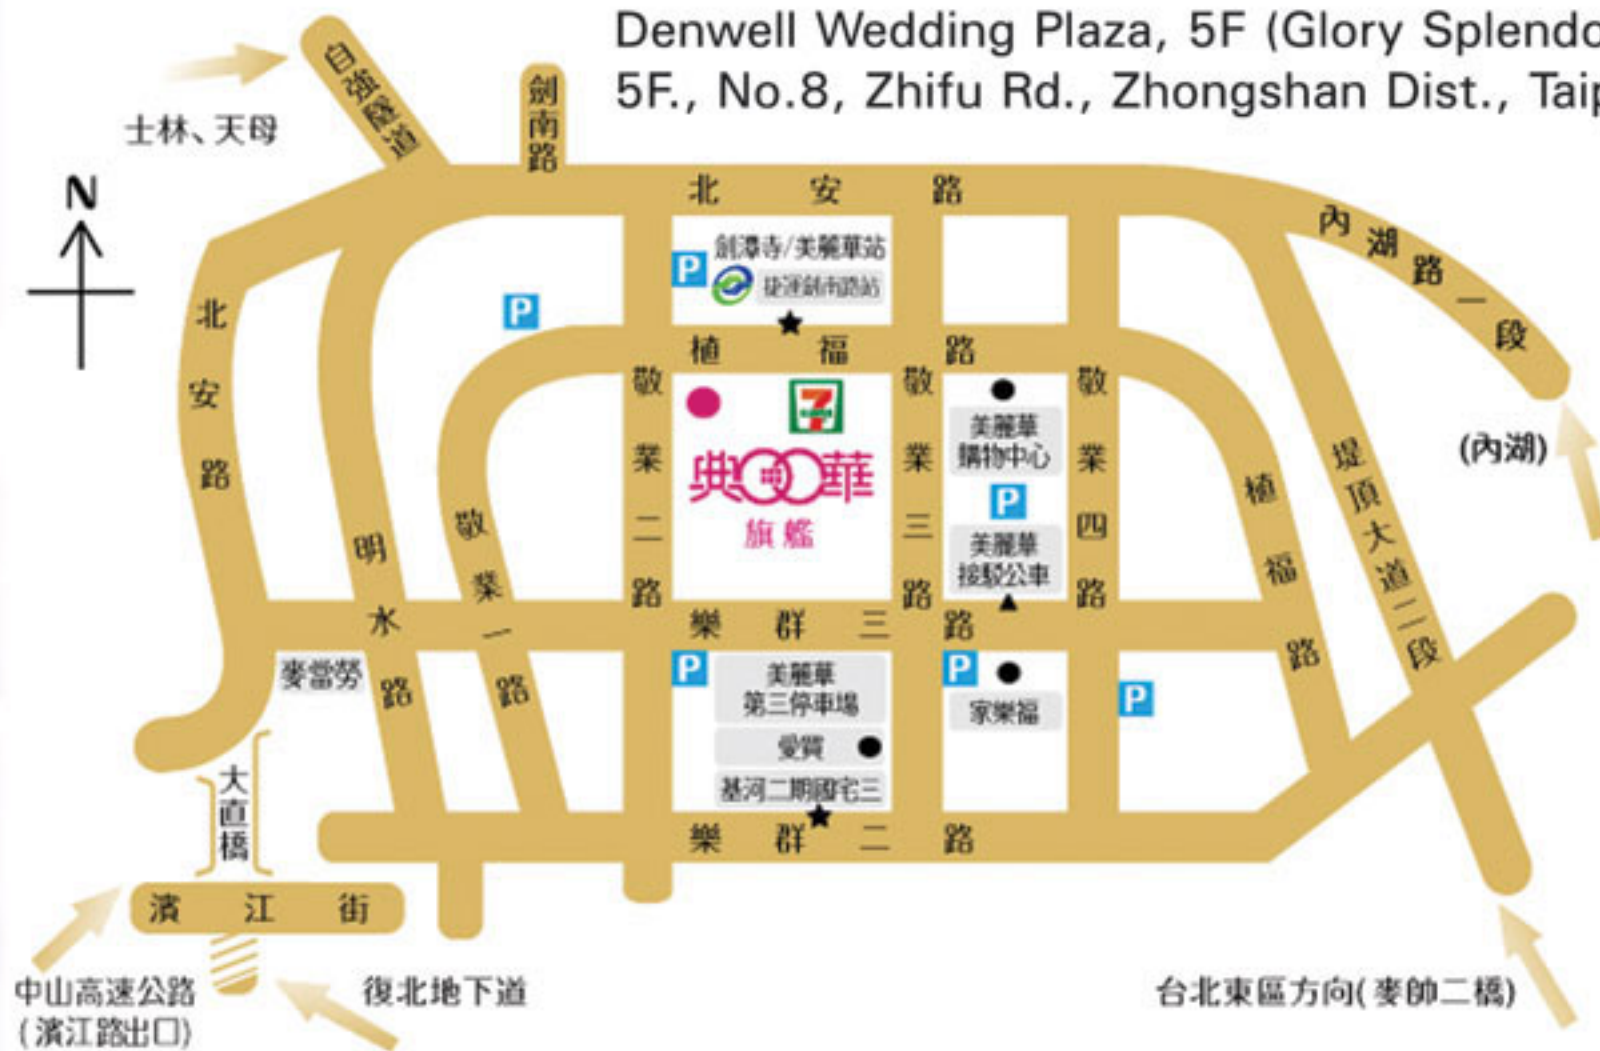 Denwell Wedding Plaza, 5F (Glory Splendo
5F., No.8, Zhifu Rd., Zhongshan Dist., Taip
自強隧道
劍南路
士林、天母
N
北安路
內湖路一段
劍潭寺/美麗華站
P
捷運劍南路站
P
北安路
植福路
敬業二路
敬業三路
敬業四路
7
典華
旗艦
美麗華
購物中心
P
美麗華
接駁公車
(內湖)
堤頂大道二段
植福路
明水路
敬業一路
樂群三路
麥當勞
P
美麗華
第三停車場
愛買
基河二期國宅三
P
家樂福
P
樂群二路
大直橋
濱江街
中山高速公路
(濱江路出口)
復北地下道
台北東區方向(麥帥二橋)